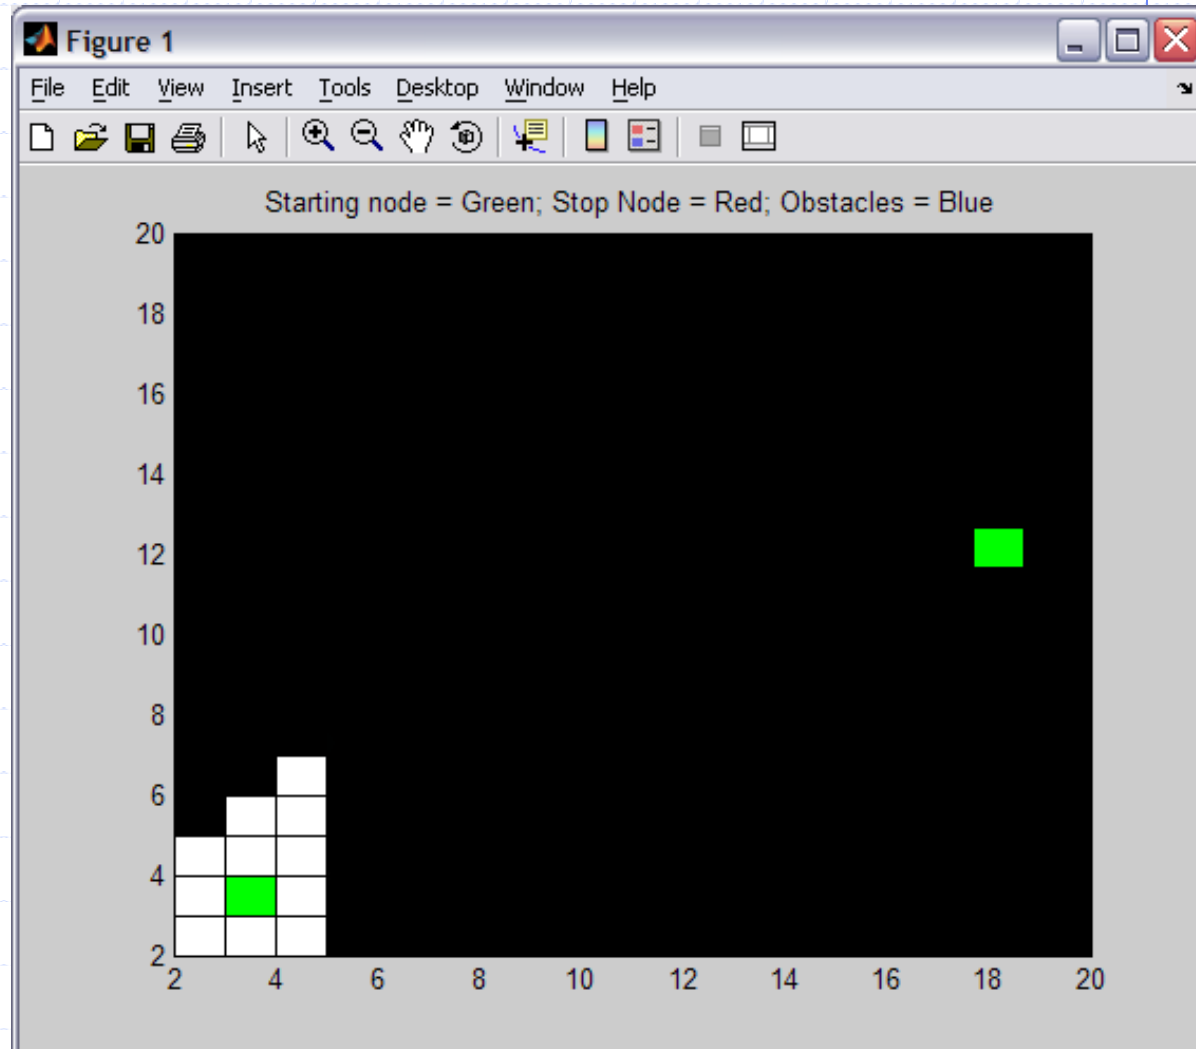 Figure 1
File Edit View Insert Tools Desktop Window Help
Starting node = Green; Stop Node = Red; Obstacles = Blue
20
18
16
14
12
10
8
6
4
2
2 4 6 8 10 12 14 16 18 20